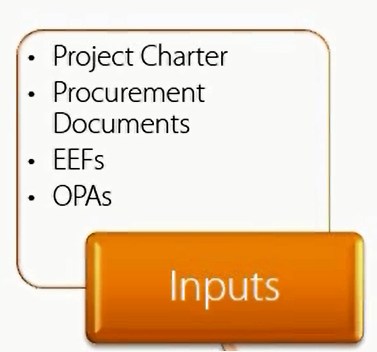 • Project Charter
• Procurement
Documents
• EEFs
• OPAs
Inputs